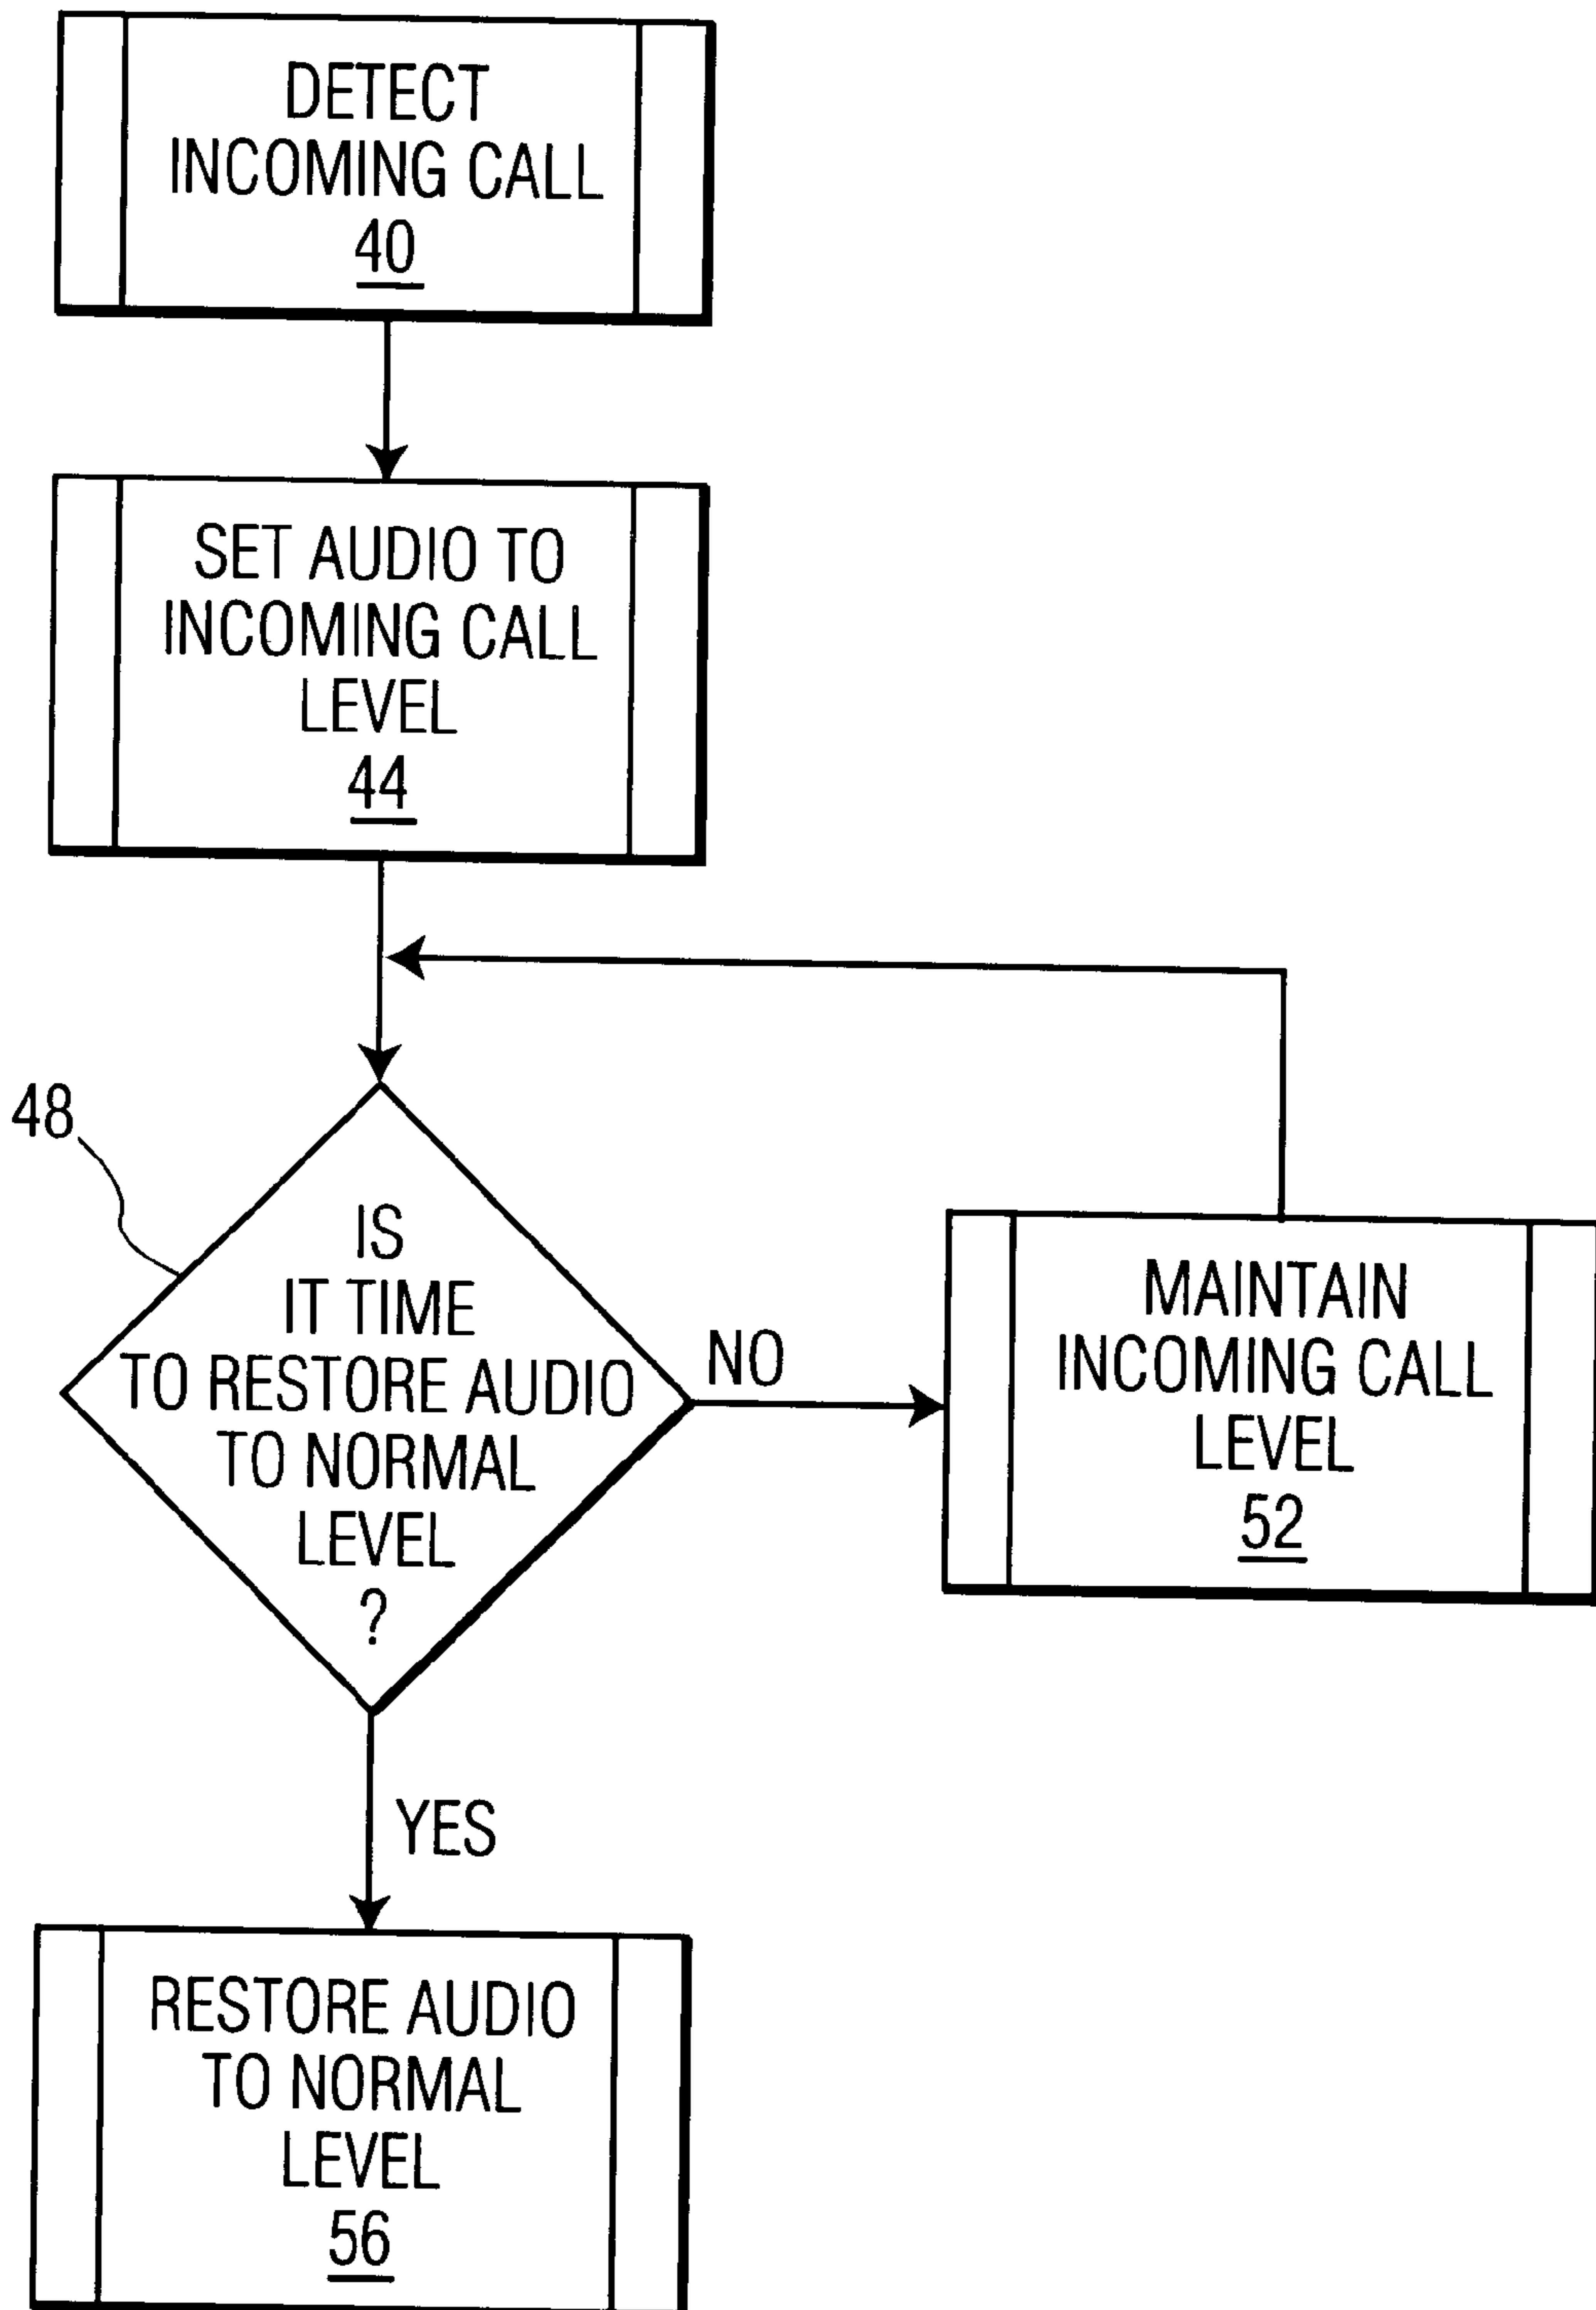 DETECT
INCOMING CALL
40
SET AUDIO TO
INCOMING CALL
LEVEL
44
48
IS
IT TIME
TO RESTORE AUDIO
TO NORMAL
LEVEL
?
NO
MAINTAIN
INCOMING CALL
LEVEL
52
YES
RESTORE AUDIO
TO NORMAL
LEVEL
56